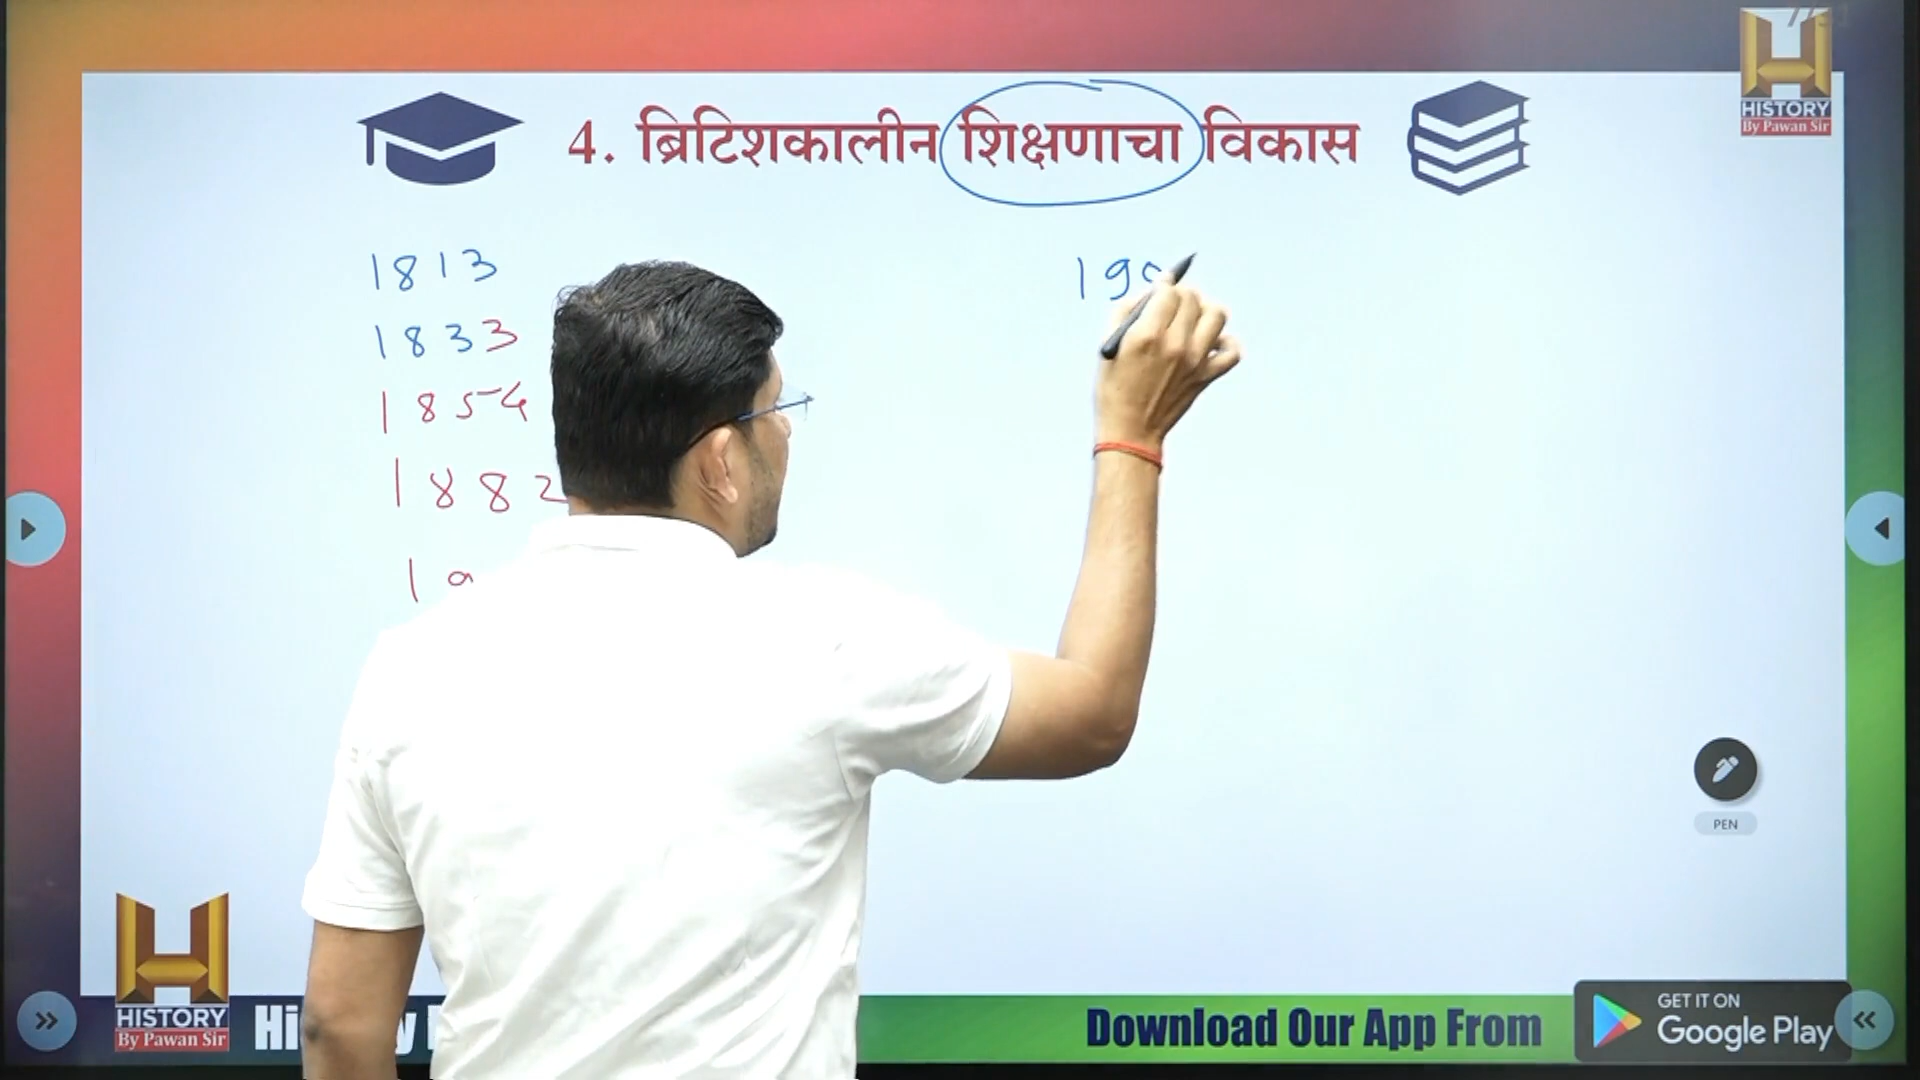 4. ब्रिटिशकालीन शिक्षणाचा विकास
HISTORY
By Pawan Sir
1813
1833
1854
1882
PEN
HISTORY
By Pawan Sir
Download Our App From
GET IT ON
Google Play